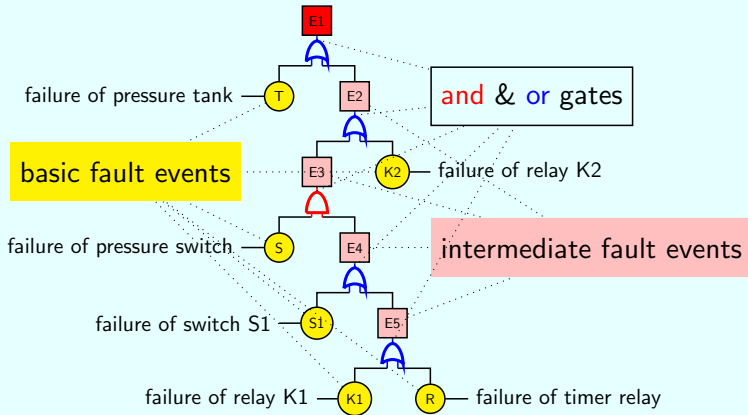 E1
failure of pressure tank
T
E2
and & or gates
basic fault events
E3
K2
failure of relay K2
failure of pressure switch
S
E4
intermediate fault events
failure of switch S1
S1
E5
failure of relay K1
K1
R
failure of timer relay